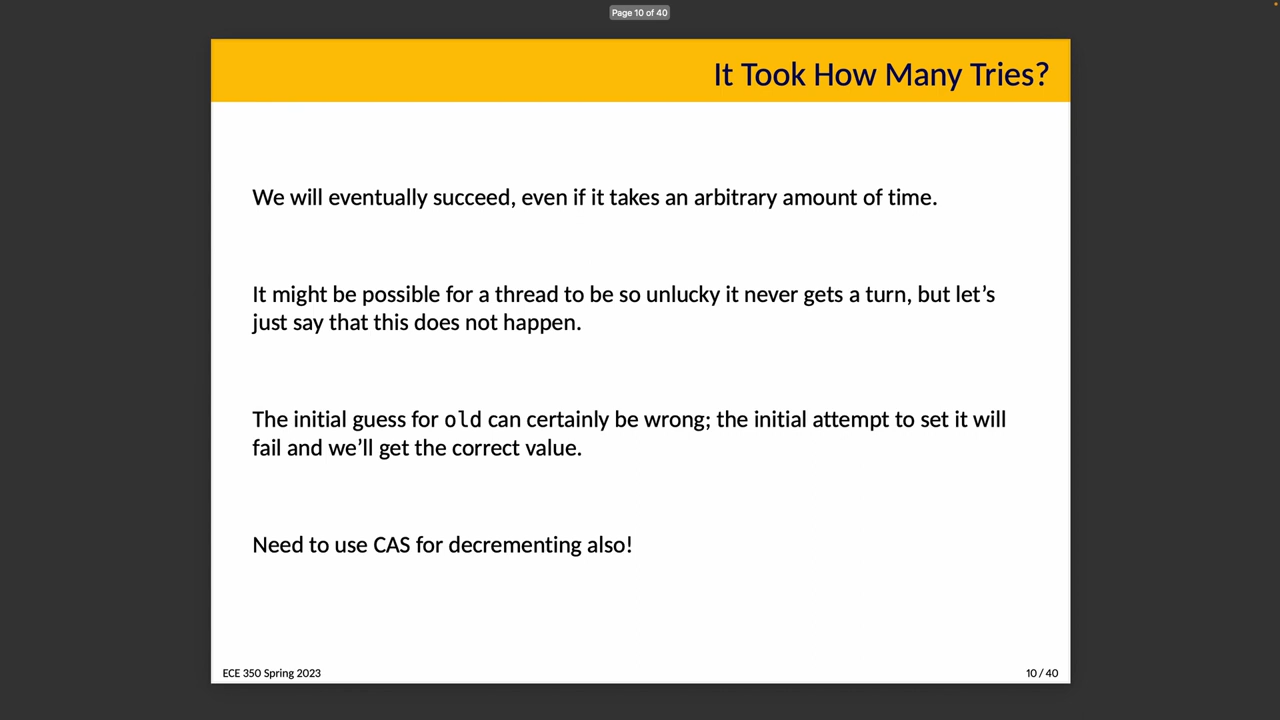 Page 10 of 40
It Took How Many Tries?
We will eventually succeed, even if it takes an arbitrary amount of time.
It might be possible for a thread to be so unlucky it never gets a turn, but let’s
just say that this does not happen.
The initial guess for old can certainly be wrong; the initial attempt to set it will
fail and we’ll get the correct value.
Need to use CAS for decrementing also!
ECE 350 Spring 2023
10 / 40